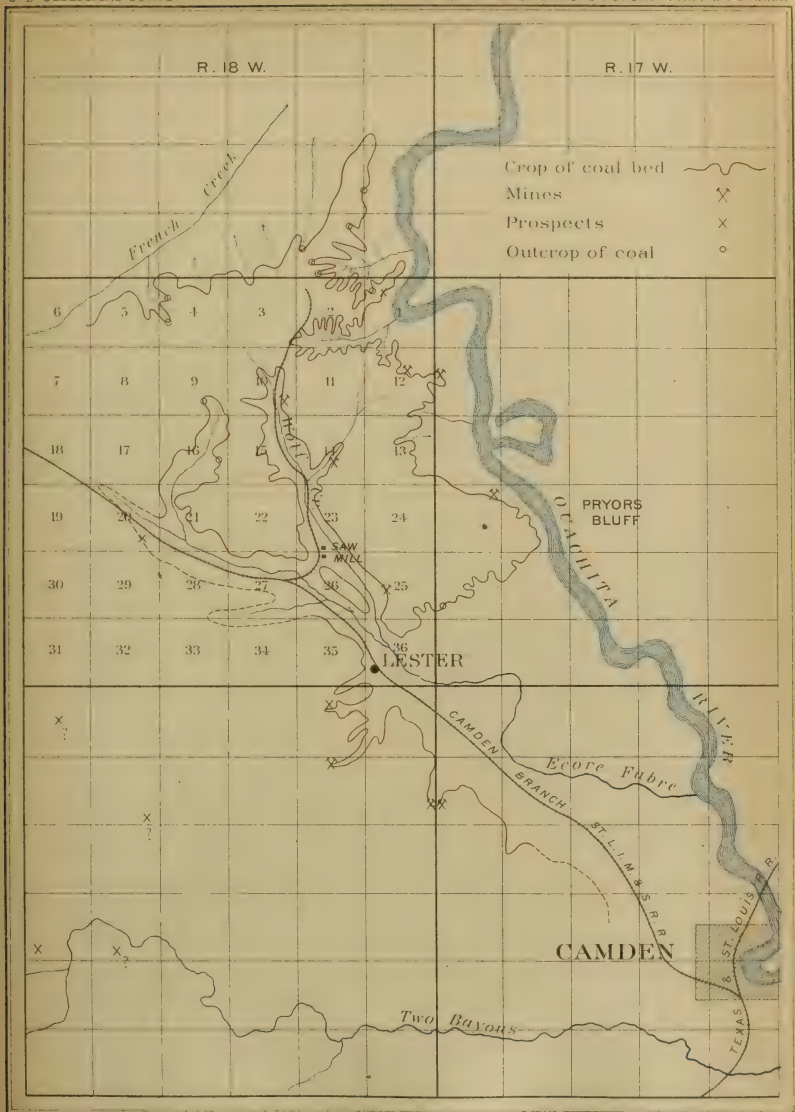 R. 18 W.
R. 17 W.
French Creek
Crop of coal bed
Mines
Prospects
Outcrop of coal
6 5 4 3 2 1
7 8 9 10 11 12
18 17 16 15 14 13
19 20 21 22 23 24
30 29 28 27 26 25
31 32 33 34 35 36
SAW
MILL
PRYORS
BLUFF
OUACHITA RIVER
LESTER
CAMDEN BRANCH ST. L. I. M & S. R. R.
Ecore Fabre
?
?
?
CAMDEN
TEXAS & ST. LOUIS R. R.
Two Bayous